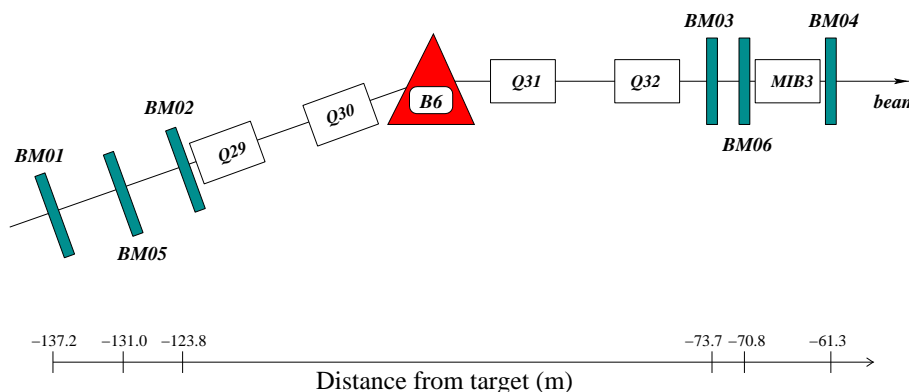 BM03
BM04
Q31
Q32
MIB3
B6
beam
BM02
Q30
BM06
Q29
BM01
BM05
−137.2
−131.0
−123.8
−73.7
−70.8
−61.3
Distance from target (m)